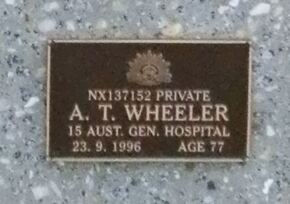 NX137152 PRIVATE
A. T. WHEELER
15 AUST. GEN. HOSPITAL
23. 9. 1996 AGE 77